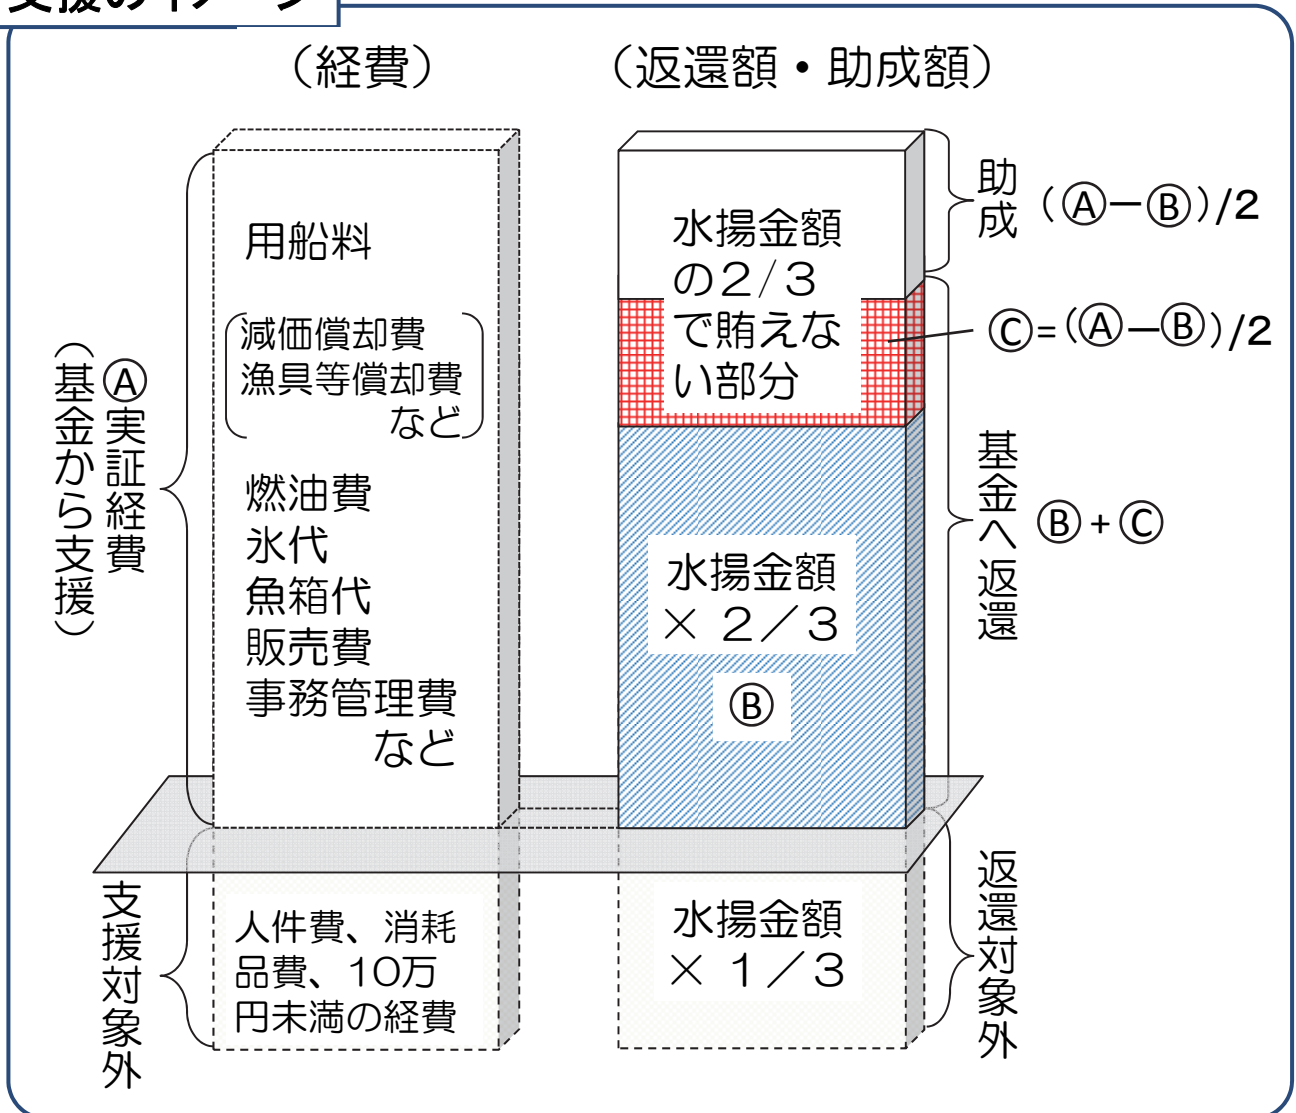 支援のイメージ
（経費）
（返還額・助成額）
用船料
減価償却費
漁具等償却費
など
燃油費
氷代
魚箱代
販売費
事務管理費
など
Ⓐ実証経費
（基金から支援）
支援対象外
人件費、消耗
品費、１０万
円未満の経費
水揚金額
の２/３
で賄えな
い部分
水揚金額
× ２／３
Ⓑ
水揚金額
× １／３
助成
（Ⓐ－Ⓑ）/2
Ⓒ=（Ⓐ－Ⓑ）/2
基金へ返還
Ⓑ+Ⓒ
返還対象外